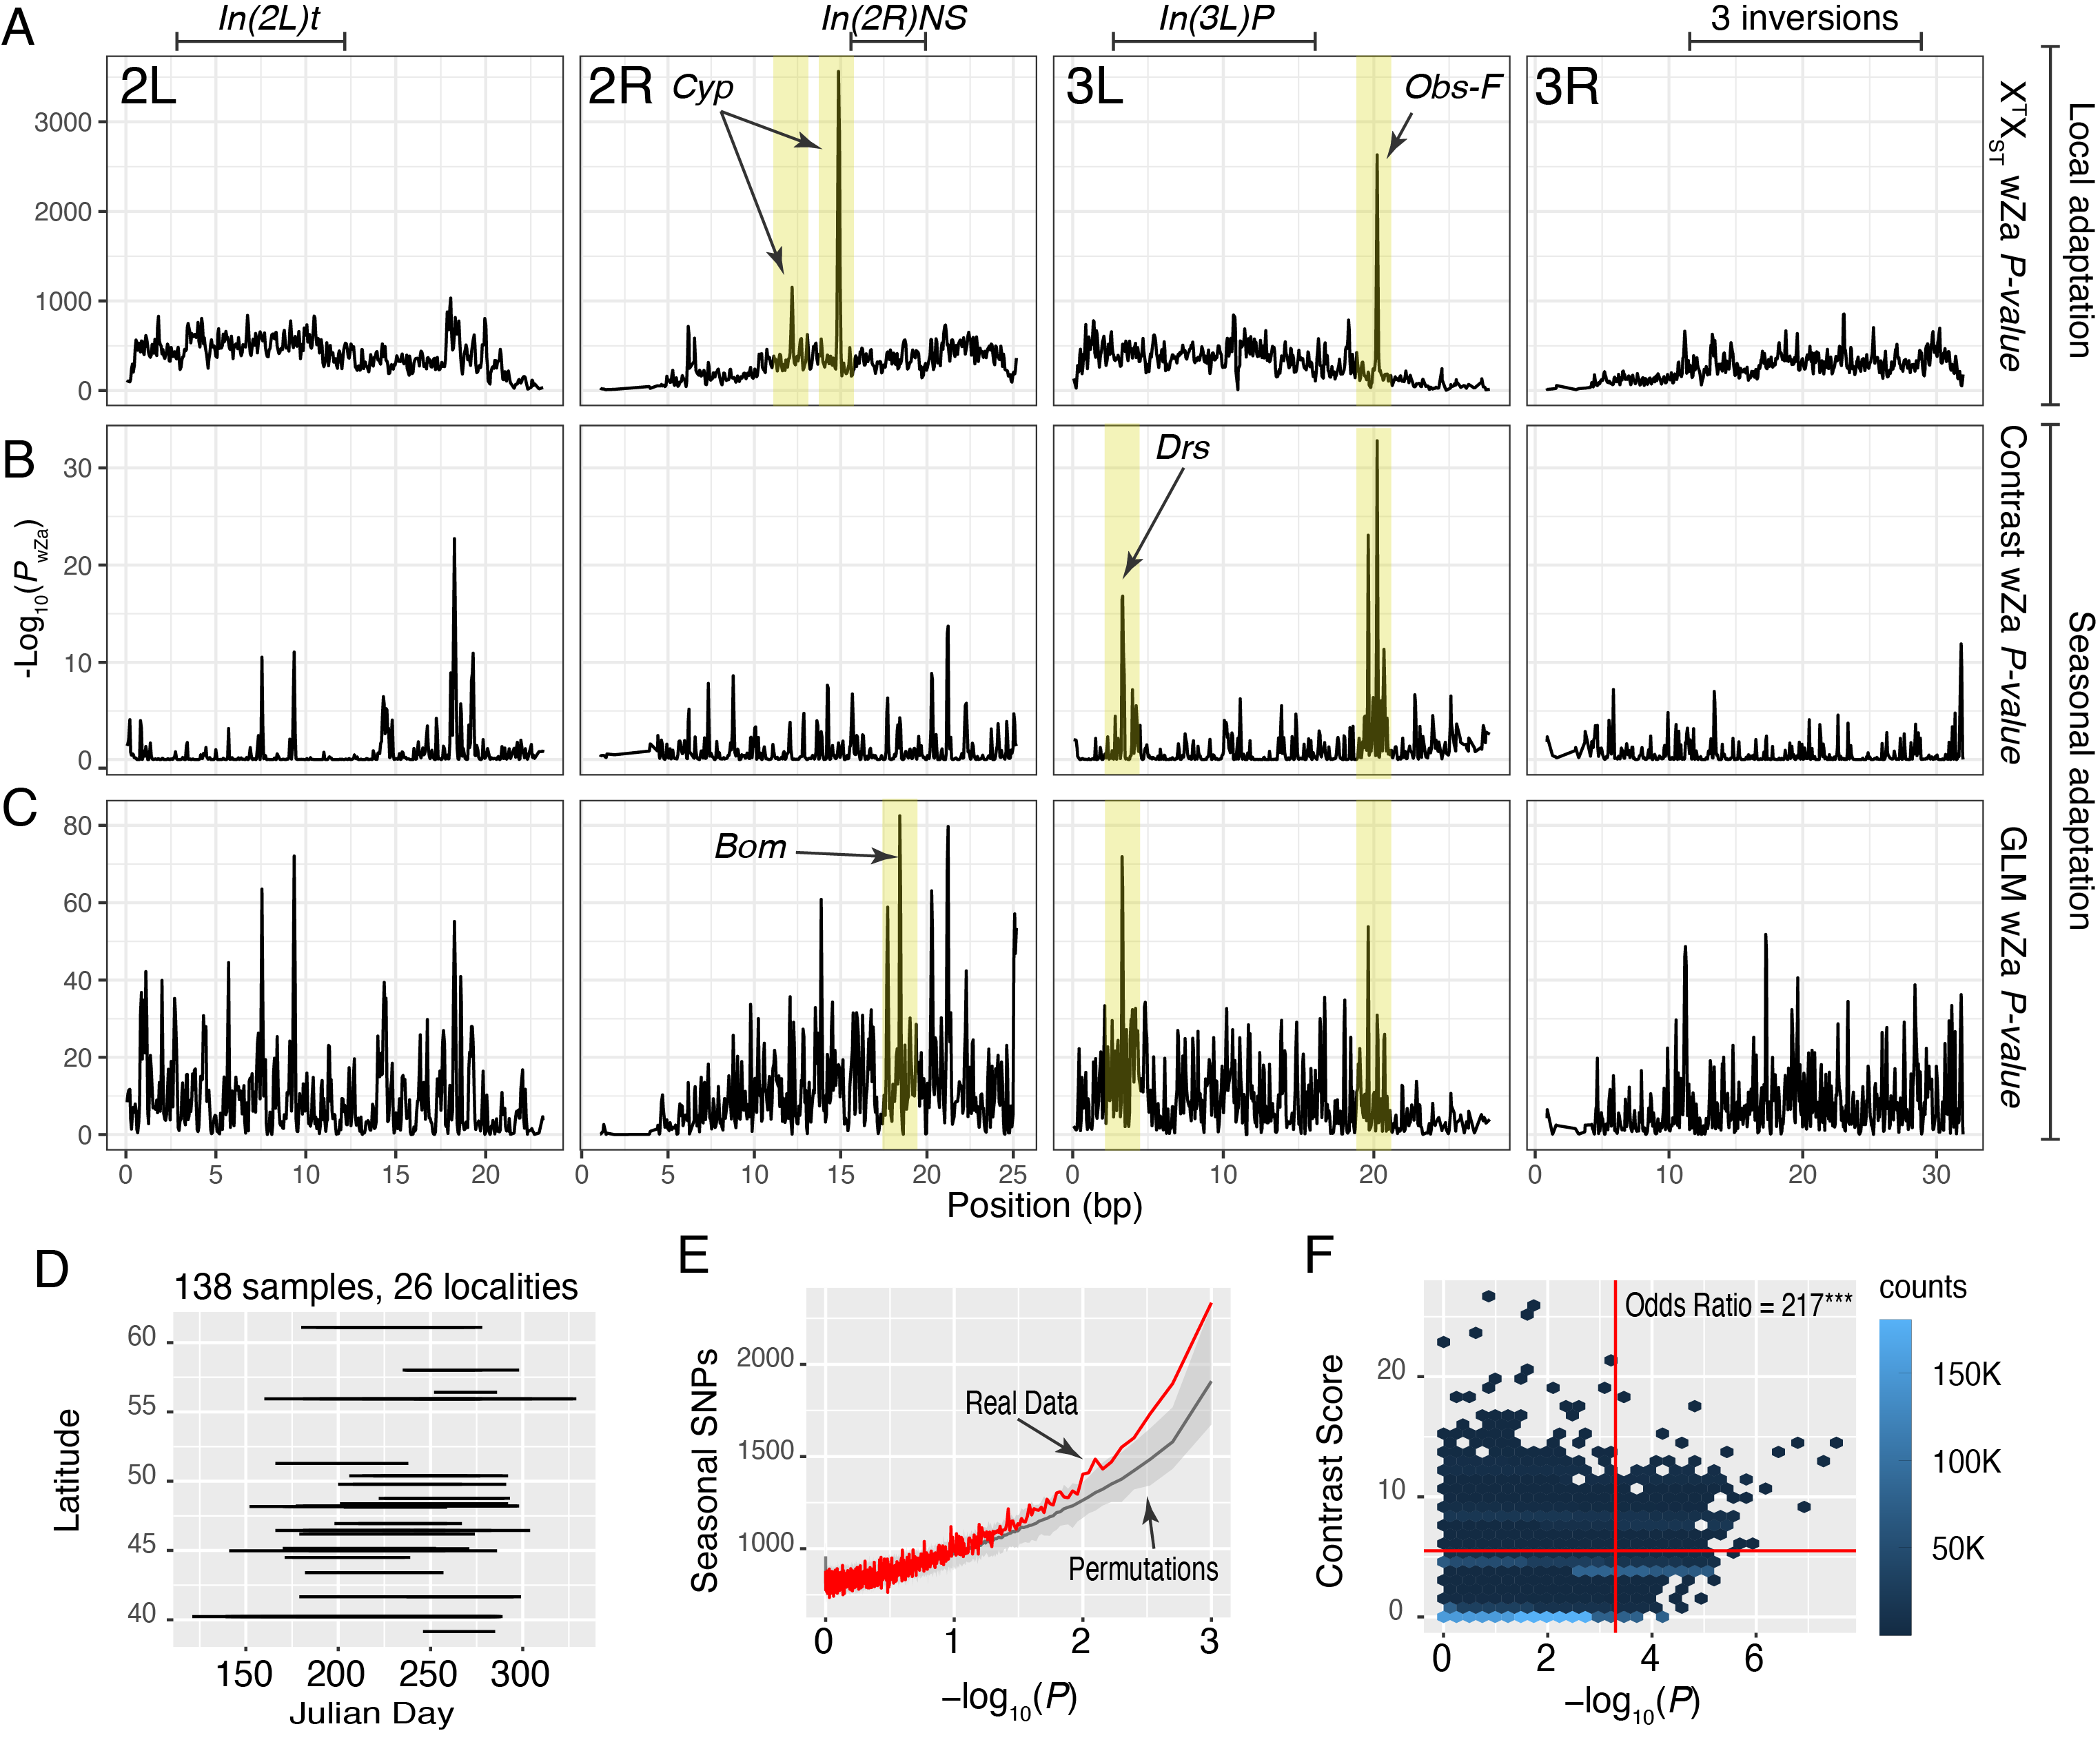 A
In(2L)t
In(2R)NS
In(3L)P
3 inversions
2L
2R
Cyp
3L
Obs-F
3R
3000
2000
1000
0
XᵀX_ST wZa P-value
Local adaptation
B
Drs
30
20
10
0
-Log₁₀(P_wZa)
Contrast wZa P-value
Seasonal adaptation
C
Bom
80
60
40
20
0
GLM wZa P-value
0 5 10 15 20
0 5 10 15 20 25
0 10 20
0 10 20 30
Position (bp)
D
138 samples, 26 localities
60
55
50
45
40
Latitude
150 200 250 300
Julian Day
E
2000
1500
1000
Seasonal SNPs
Real Data
Permutations
0 1 2 3
−log₁₀(P)
F
Odds Ratio = 217***
20
10
0
Contrast Score
0 2 4 6
−log₁₀(P)
counts
150K
100K
50K